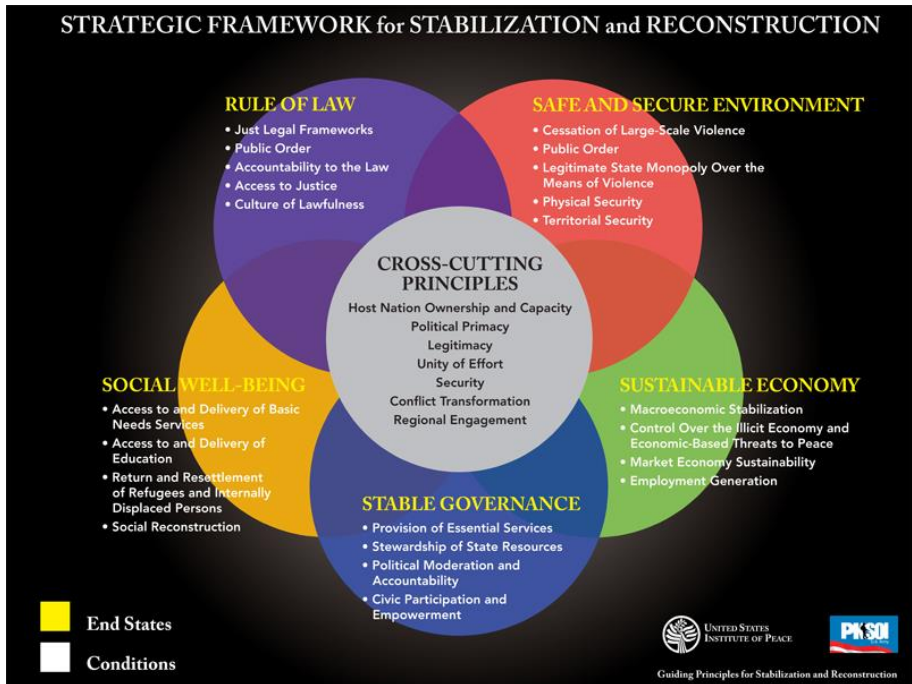 STRATEGIC FRAMEWORK for STABILIZATION and RECONSTRUCTION
RULE OF LAW
• Just Legal Frameworks
• Public Order
• Accountability to the Law
• Access to Justice
• Culture of Lawfulness
SAFE AND SECURE ENVIRONMENT
• Cessation of Large-Scale Violence
• Public Order
• Legitimate State Monopoly Over the
Means of Violence
• Physical Security
• Territorial Security
CROSS-CUTTING
PRINCIPLES
Host Nation Ownership and Capacity
Political Primacy
Legitimacy
Unity of Effort
Security
Conflict Transformation
Regional Engagement
SOCIAL WELL-BEING
• Access to and Delivery of Basic
Needs Services
• Access to and Delivery of
Education
• Return and Resettlement
of Refugees and Internally
Displaced Persons
• Social Reconstruction
SUSTAINABLE ECONOMY
• Macroeconomic Stabilization
• Control Over the Illicit Economy and
Economic-Based Threats to Peace
• Market Economy Sustainability
• Employment Generation
STABLE GOVERNANCE
• Provision of Essential Services
• Stewardship of State Resources
• Political Moderation and
Accountability
• Civic Participation and
Empowerment
End States
Conditions
UNITED STATES
INSTITUTE OF PEACE
PKSOI
Guiding Principles for Stabilization and Reconstruction